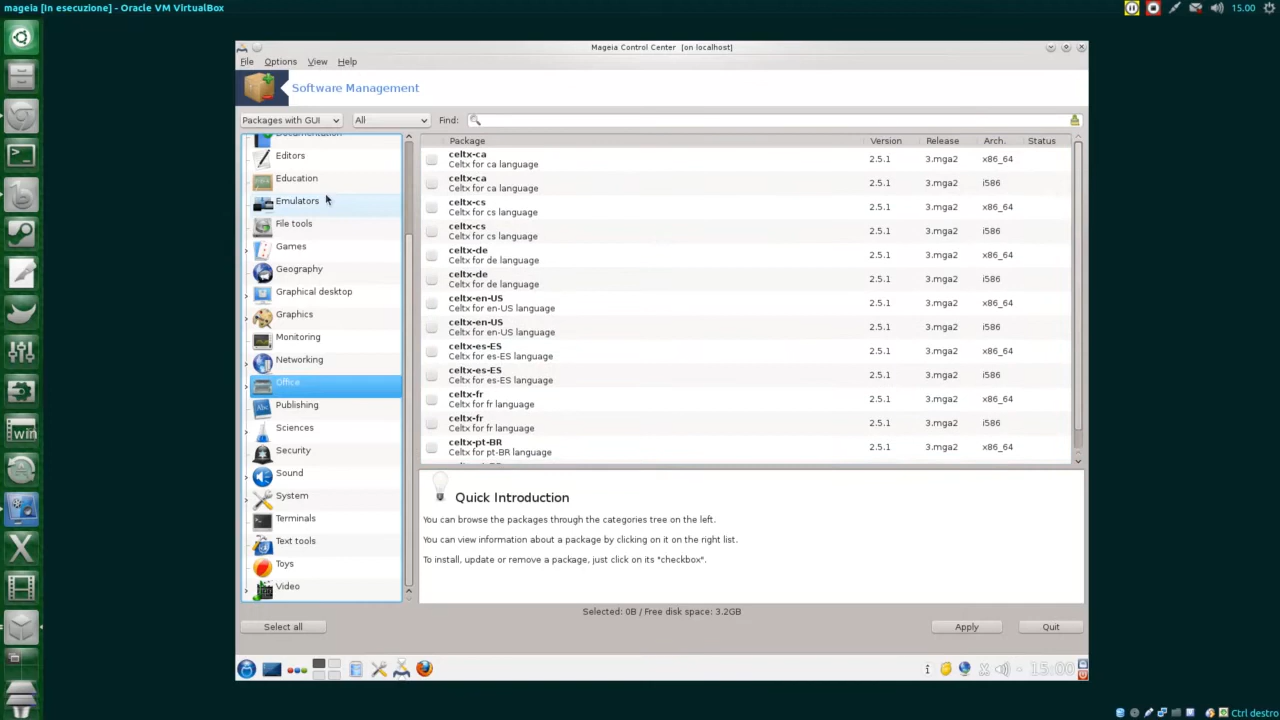 mageia [In esecuzione] - Oracle VM VirtualBox
15.00
Mageia Control Center [on localhost]
File Options View Help
Software Management
Packages with GUI All Find:
Documentation
Editors
Education
Emulators
File tools
Games
Geography
Graphical desktop
Graphics
Monitoring
Networking
Office
Publishing
Sciences
Security
Sound
System
Terminals
Text tools
Toys
Video
Package Version Release Arch. Status
celtx-ca 2.5.1 3.mga2 x86_64
Celtx for ca language
celtx-ca 2.5.1 3.mga2 i586
Celtx for ca language
celtx-cs 2.5.1 3.mga2 x86_64
Celtx for cs language
celtx-cs 2.5.1 3.mga2 i586
Celtx for cs language
celtx-de 2.5.1 3.mga2 x86_64
Celtx for de language
celtx-de 2.5.1 3.mga2 i586
Celtx for de language
celtx-en-US 2.5.1 3.mga2 x86_64
Celtx for en-US language
celtx-en-US 2.5.1 3.mga2 i586
Celtx for en-US language
celtx-es-ES 2.5.1 3.mga2 x86_64
Celtx for es-ES language
celtx-es-ES 2.5.1 3.mga2 i586
Celtx for es-ES language
celtx-fr 2.5.1 3.mga2 x86_64
Celtx for fr language
celtx-fr 2.5.1 3.mga2 i586
Celtx for fr language
celtx-pt-BR 2.5.1 3.mga2 x86_64
Celtx for pt-BR language
Quick Introduction
You can browse the packages through the categories tree on the left.
You can view information about a package by clicking on it on the right list.
To install, update or remove a package, just click on its "checkbox".
Selected: 0B / Free disk space: 3.2GB
Select all Apply Quit
15:00
win
Ctrl destro